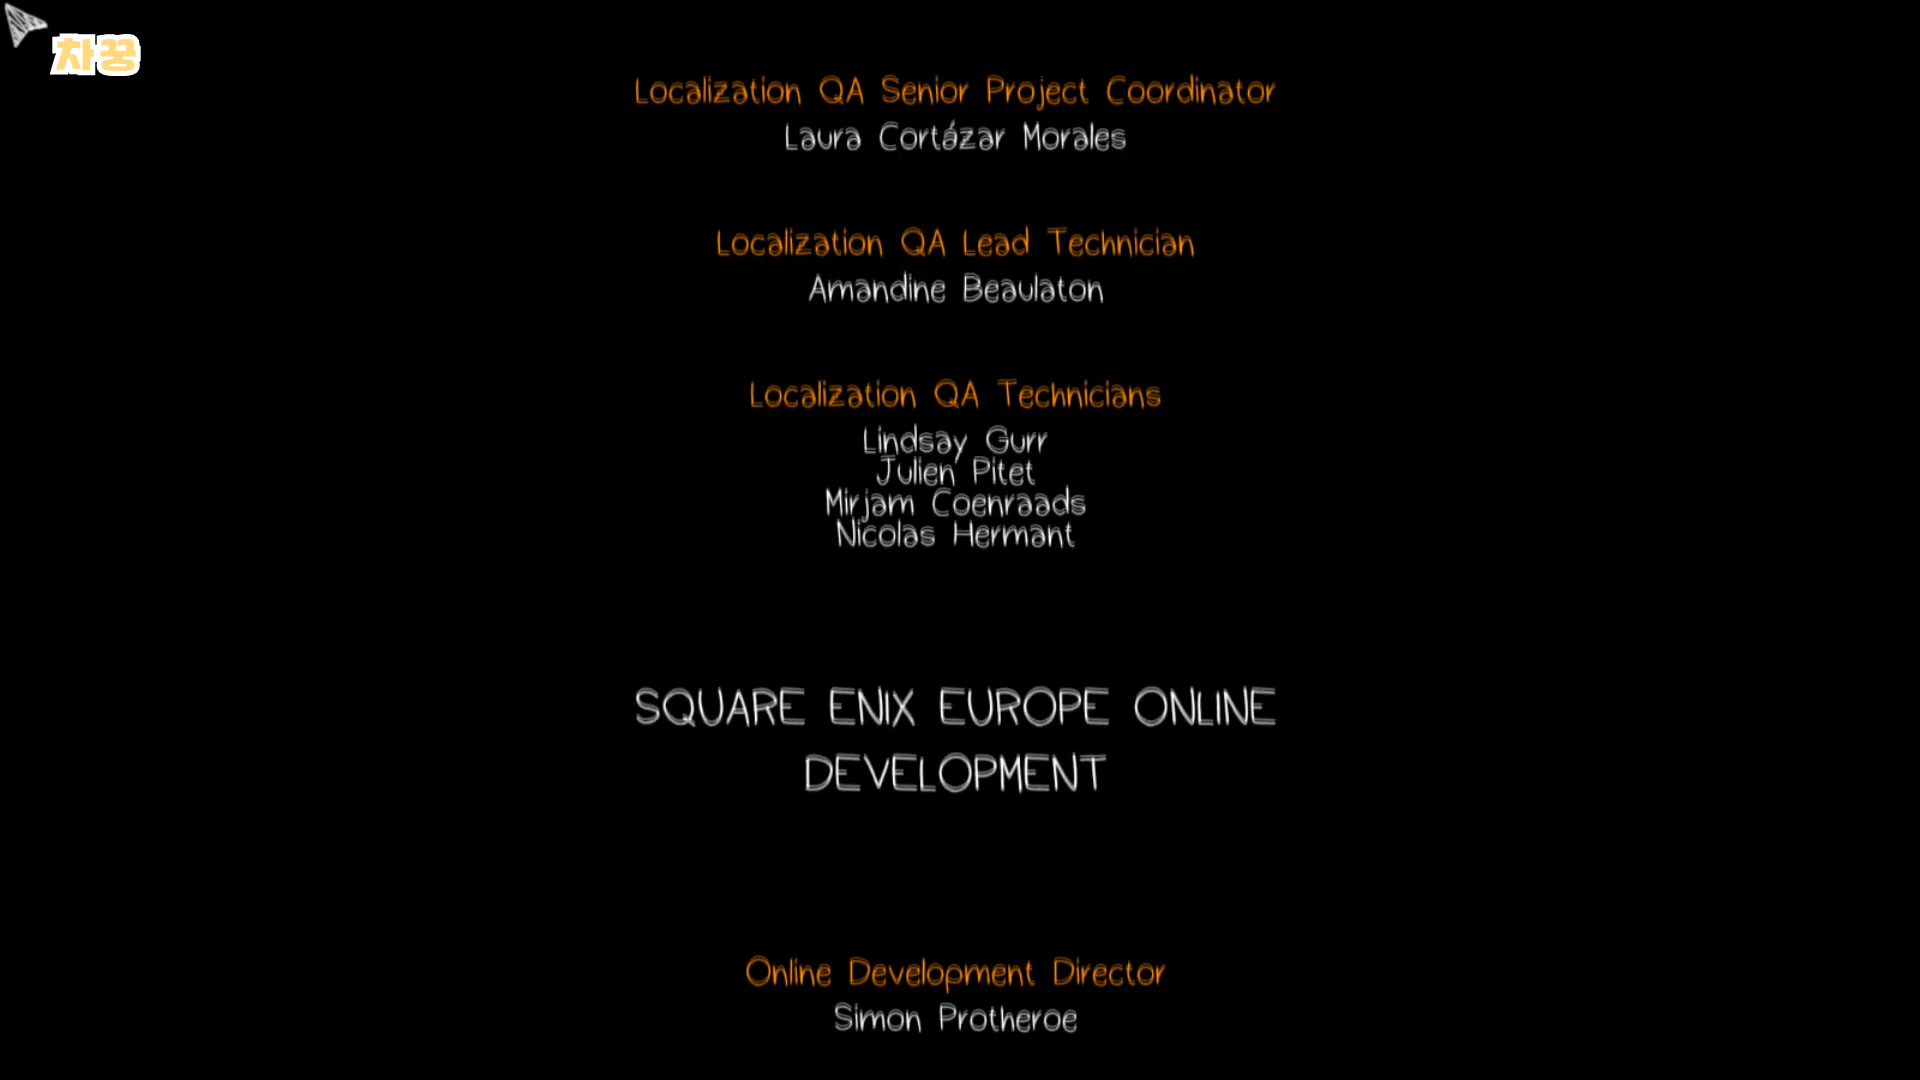 차꿍
Localization QA Senior Project Coordinator
Laura Cortázar Morales
Localization QA Lead Technician
Amandine Beaulaton
Localization QA Technicians
Lindsay Gurr
Julien Pitet
Mirjam Coenraads
Nicolas Hermant
SQUARE ENIX EUROPE ONLINE
DEVELOPMENT
Online Development Director
Simon Protheroe